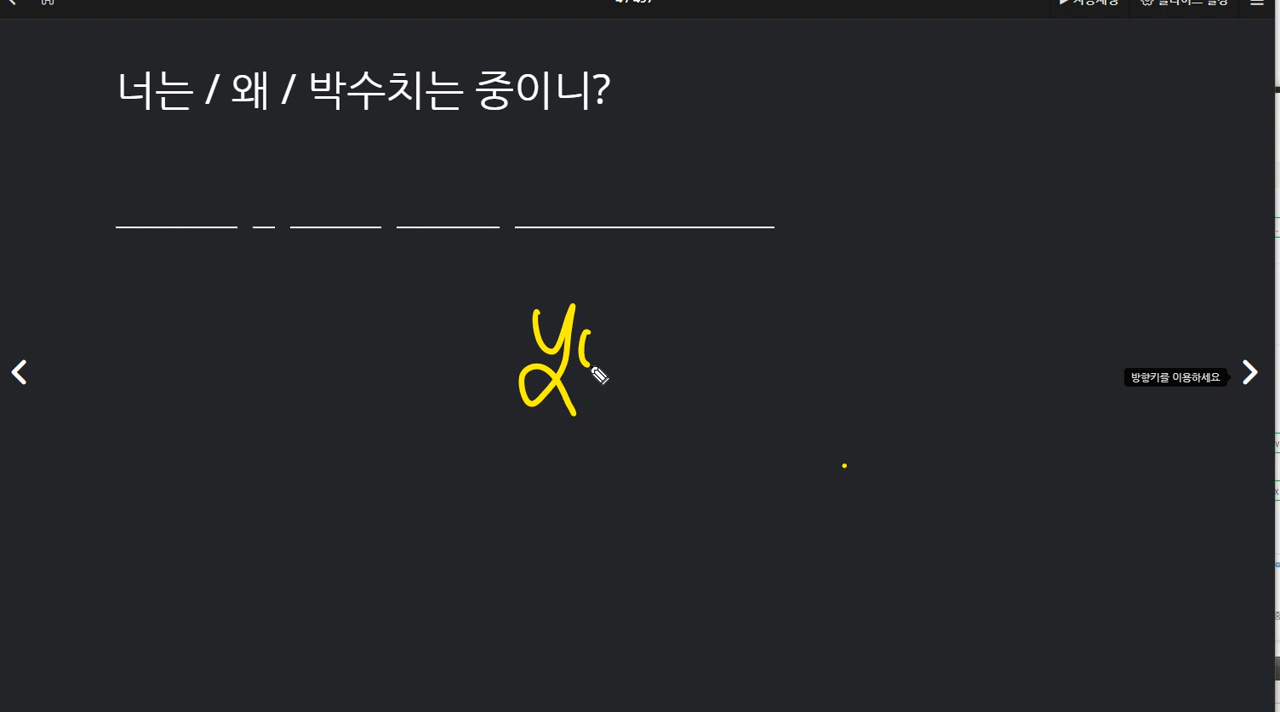 너는 / 왜 / 박수치는 중이니?
방향키를 이용하세요